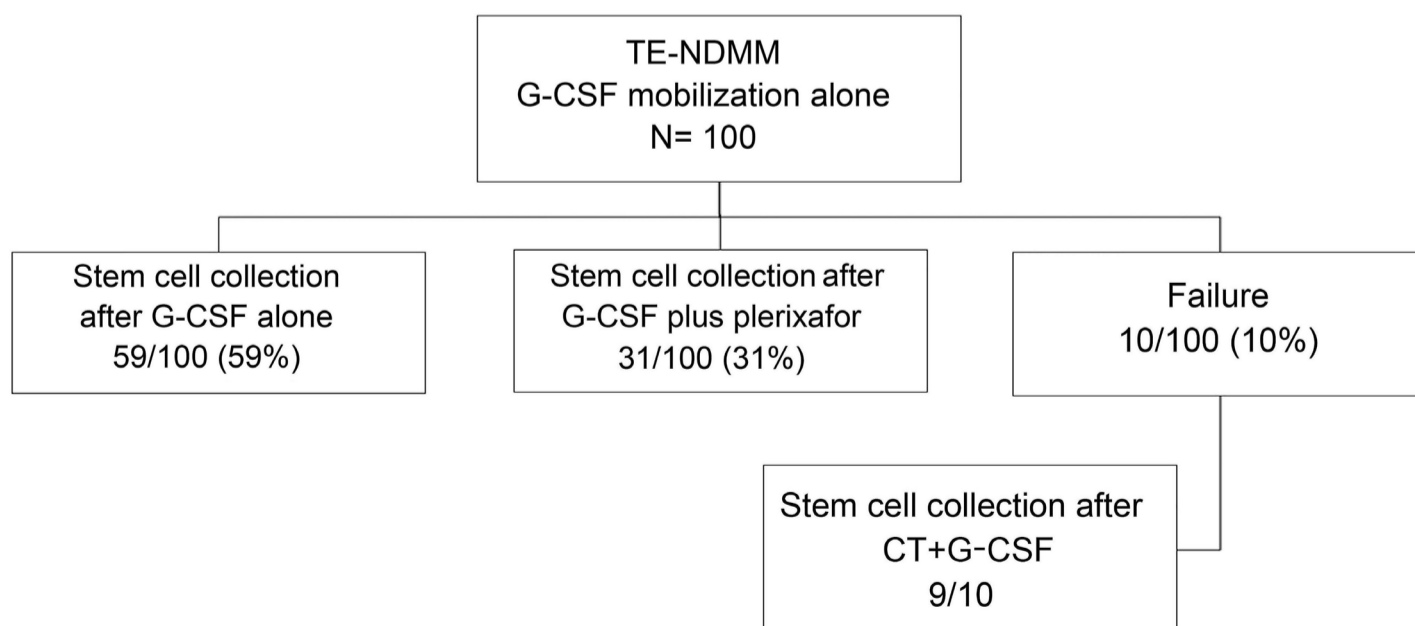 TE-NDMM
G-CSF mobilization alone
N= 100
Stem cell collection
after G-CSF alone
59/100 (59%)
Stem cell collection after
G-CSF plus plerixafor
31/100 (31%)
Failure
10/100 (10%)
Stem cell collection after
CT+G-CSF
9/10